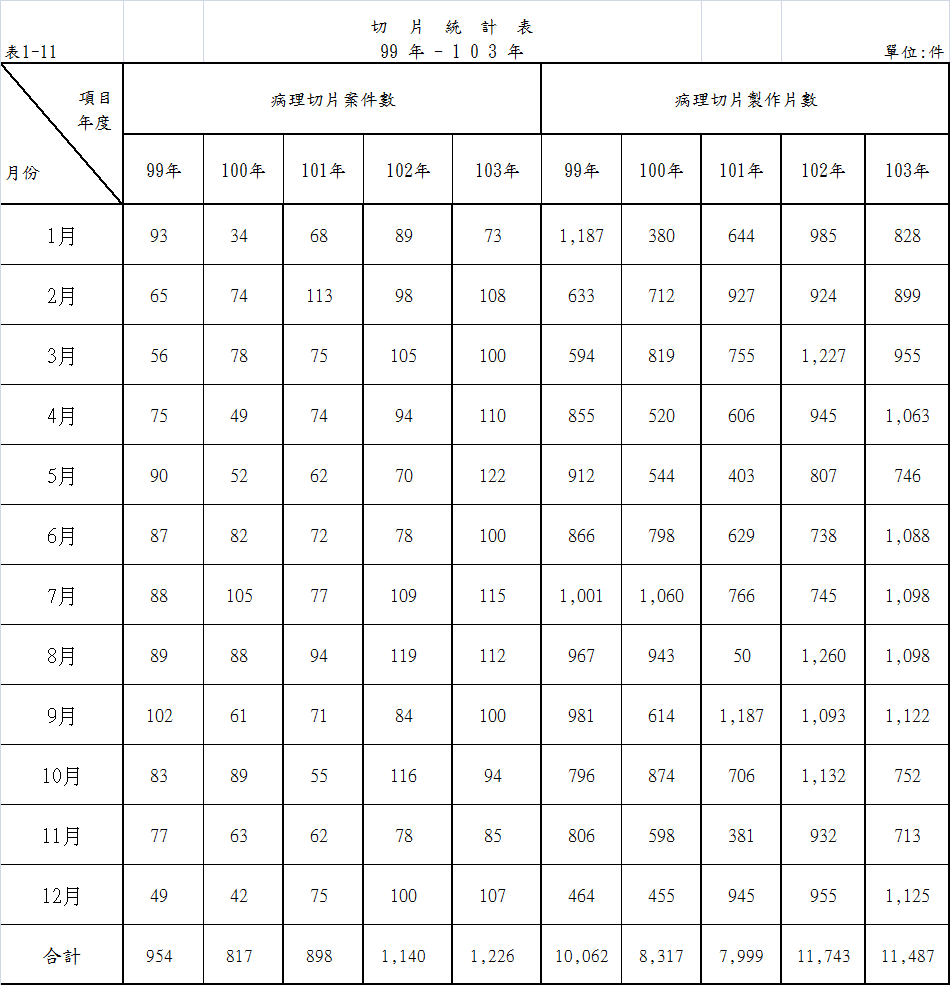 切 片 統 計 表
表1-11 99 年 - 1 0 3 年 單位:件
項目 病理切片案件數 病理切片製作片數
年度
月份 99年 100年 101年 102年 103年 99年 100年 101年 102年 103年
1月 93 34 68 89 73 1,187 380 644 985 828
2月 65 74 113 98 108 633 712 927 924 899
3月 56 78 75 105 100 594 819 755 1,227 955
4月 75 49 74 94 110 855 520 606 945 1,063
5月 90 52 62 70 122 912 544 403 807 746
6月 87 82 72 78 100 866 798 629 738 1,088
7月 88 105 77 109 115 1,001 1,060 766 745 1,098
8月 89 88 94 119 112 967 943 50 1,260 1,098
9月 102 61 71 84 100 981 614 1,187 1,093 1,122
10月 83 89 55 116 94 796 874 706 1,132 752
11月 77 63 62 78 85 806 598 381 932 713
12月 49 42 75 100 107 464 455 945 955 1,125
合計 954 817 898 1,140 1,226 10,062 8,317 7,999 11,743 11,487